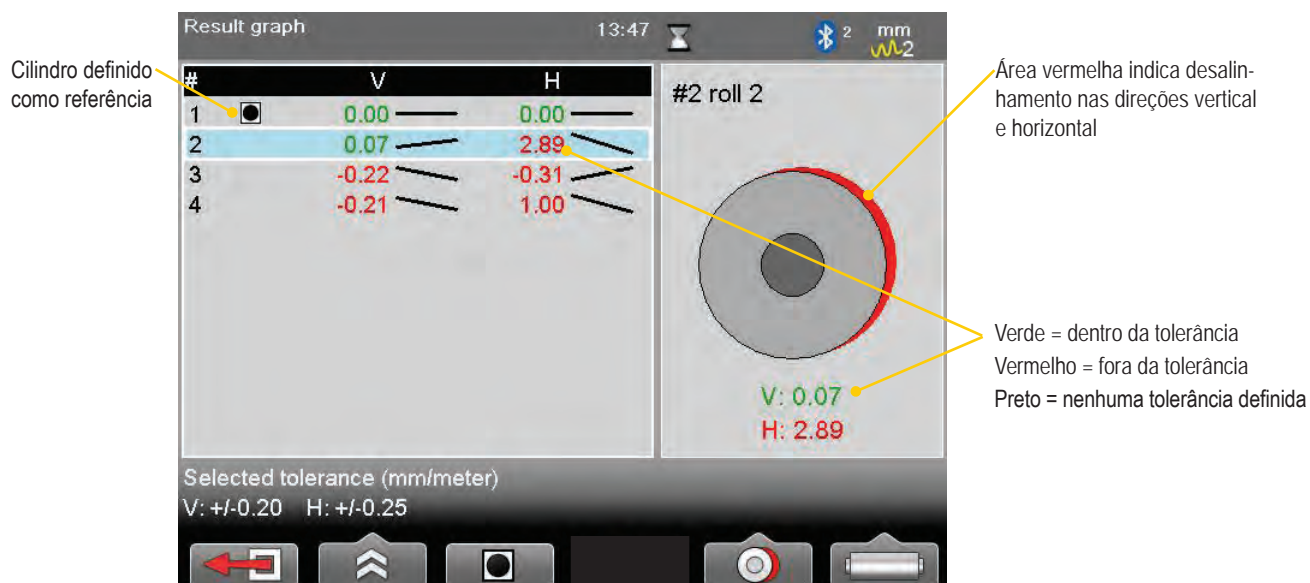 Result graph 13:47 2 mm
2
Cilindro definido
como referência
# V H
1 0.00 0.00
2 0.07 2.89
3 -0.22 -0.31
4 -0.21 1.00
#2 roll 2
V: 0.07
H: 2.89
Selected tolerance (mm/meter)
V: +/-0.20 H: +/-0.25
Área vermelha indica desalin-
hamento nas direções vertical
e horizontal
Verde = dentro da tolerância
Vermelho = fora da tolerância
Preto = nenhuma tolerância definida